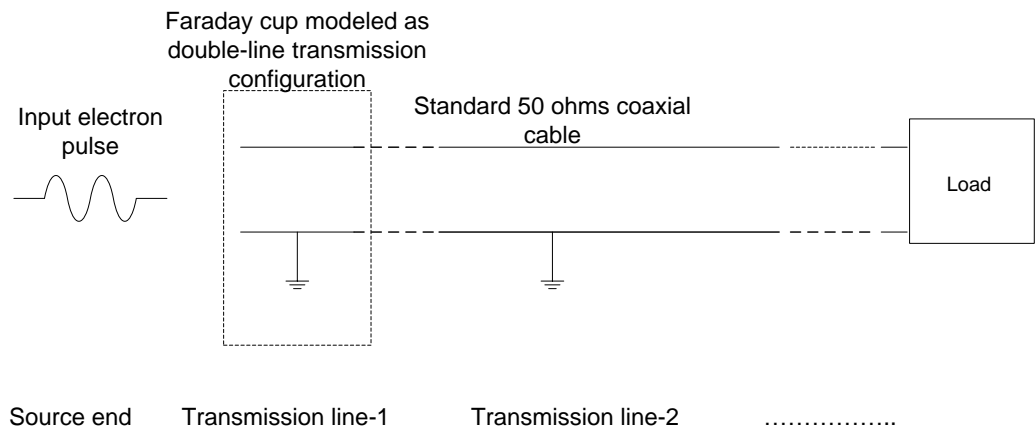 Faraday cup modeled as
double-line transmission
configuration
Input electron
pulse
Standard 50 ohms coaxial
cable
Load
Source end
Transmission line-1
Transmission line-2
……………..